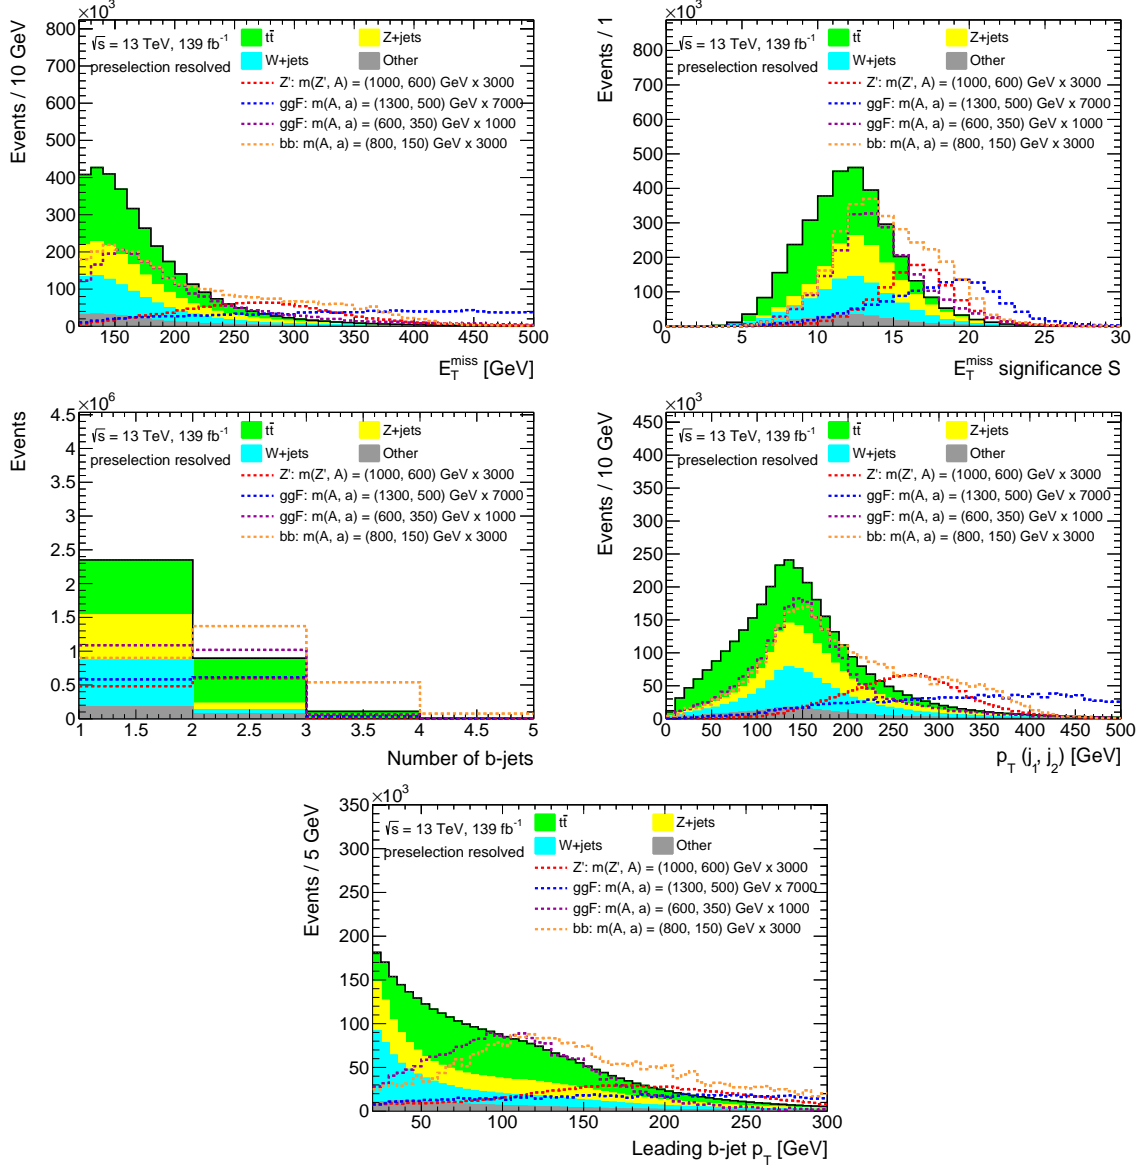 ×10³
Events / 10 GeV
√s = 13 TeV, 139 fb⁻¹
preselection resolved
tt̄ Z+jets
W+jets Other
Z': m(Z', A) = (1000, 600) GeV x 3000
ggF: m(A, a) = (1300, 500) GeV x 7000
ggF: m(A, a) = (600, 350) GeV x 1000
bb: m(A, a) = (800, 150) GeV x 3000
800
700
600
500
400
300
200
100
0
150 200 250 300 350 400 450 500
E_T^miss [GeV]
×10³
Events / 1
√s = 13 TeV, 139 fb⁻¹
preselection resolved
tt̄ Z+jets
W+jets Other
Z': m(Z', A) = (1000, 600) GeV x 3000
ggF: m(A, a) = (1300, 500) GeV x 7000
ggF: m(A, a) = (600, 350) GeV x 1000
bb: m(A, a) = (800, 150) GeV x 3000
800
700
600
500
400
300
200
100
0
0 5 10 15 20 25 30
E_T^miss significance S
×10⁶
Events
√s = 13 TeV, 139 fb⁻¹
preselection resolved
tt̄ Z+jets
W+jets Other
Z': m(Z', A) = (1000, 600) GeV x 3000
ggF: m(A, a) = (1300, 500) GeV x 7000
ggF: m(A, a) = (600, 350) GeV x 1000
bb: m(A, a) = (800, 150) GeV x 3000
4.5
4
3.5
3
2.5
2
1.5
1
0.5
0
1 1.5 2 2.5 3 3.5 4 4.5 5
Number of b-jets
×10³
Events / 10 GeV
√s = 13 TeV, 139 fb⁻¹
preselection resolved
tt̄ Z+jets
W+jets Other
Z': m(Z', A) = (1000, 600) GeV x 3000
ggF: m(A, a) = (1300, 500) GeV x 7000
ggF: m(A, a) = (600, 350) GeV x 1000
bb: m(A, a) = (800, 150) GeV x 3000
450
400
350
300
250
200
150
100
50
0
0 50 100 150 200 250 300 350 400 450 500
p_T (j_1, j_2) [GeV]
×10³
Events / 5 GeV
√s = 13 TeV, 139 fb⁻¹
preselection resolved
tt̄ Z+jets
W+jets Other
Z': m(Z', A) = (1000, 600) GeV x 3000
ggF: m(A, a) = (1300, 500) GeV x 7000
ggF: m(A, a) = (600, 350) GeV x 1000
bb: m(A, a) = (800, 150) GeV x 3000
350
300
250
200
150
100
50
0
50 100 150 200 250 300
Leading b-jet p_T [GeV]